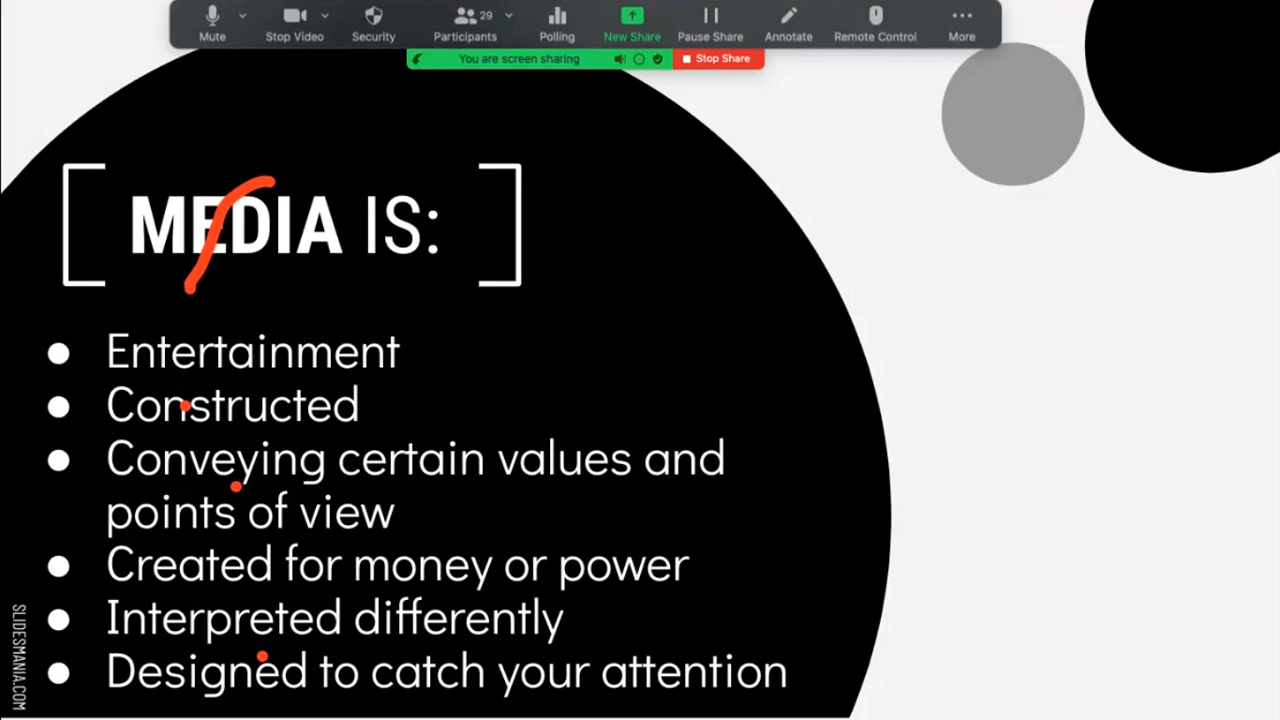 Mute
Stop Video
Security
Participants 29
Polling
New Share
Pause Share
Annotate
Remote Control
More
You are screen sharing
Stop Share
MEDIA IS:
Entertainment
Constructed
Conveying certain values and
points of view
Created for money or power
Interpreted differently
Designed to catch your attention
SLIDESMANIA.COM